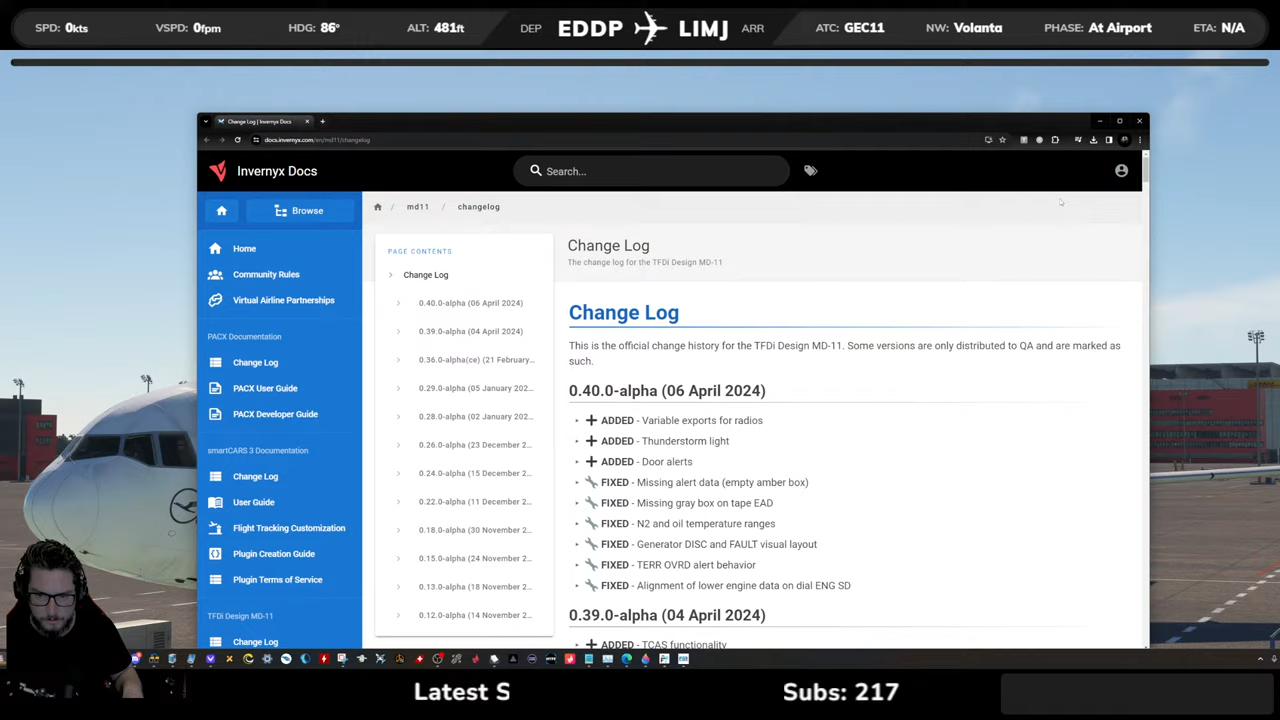 SPD: 0kts
VSPD: 0fpm
HDG: 86°
ALT: 481ft
DEP EDDP LIMJ ARR
ATC: GEC11
NW: Volanta
PHASE: At Airport
ETA: N/A
Change Log | Invernyx Docs
docs.invernyx.com/en/md11/changelog
Invernyx Docs
Search...
Browse
md11 / changelog
Home
Community Rules
Virtual Airline Partnerships
PACX Documentation
Change Log
PACX User Guide
PACX Developer Guide
smartCARS 3 Documentation
Change Log
User Guide
Flight Tracking Customization
Plugin Creation Guide
Plugin Terms of Service
TFDi Design MD-11
Change Log
PAGE CONTENTS
Change Log
0.40.0-alpha (06 April 2024)
0.39.0-alpha (04 April 2024)
0.36.0-alpha(ce) (21 February...
0.29.0-alpha (05 January 202...
0.28.0-alpha (02 January 202...
0.26.0-alpha (23 December 2...
0.24.0-alpha (15 December 2...
0.22.0-alpha (11 December 2...
0.18.0-alpha (30 November 2...
0.15.0-alpha (24 November 2...
0.13.0-alpha (18 November 2...
0.12.0-alpha (14 November 2...
Change Log
The change log for the TFDi Design MD-11
Change Log
This is the official change history for the TFDi Design MD-11. Some versions are only distributed to QA and are marked as
such.
0.40.0-alpha (06 April 2024)
ADDED - Variable exports for radios
ADDED - Thunderstorm light
ADDED - Door alerts
FIXED - Missing alert data (empty amber box)
FIXED - Missing gray box on tape EAD
FIXED - N2 and oil temperature ranges
FIXED - Generator DISC and FAULT visual layout
FIXED - TERR OVRD alert behavior
FIXED - Alignment of lower engine data on dial ENG SD
0.39.0-alpha (04 April 2024)
ADDED - TCAS functionality
Latest S
Subs: 217